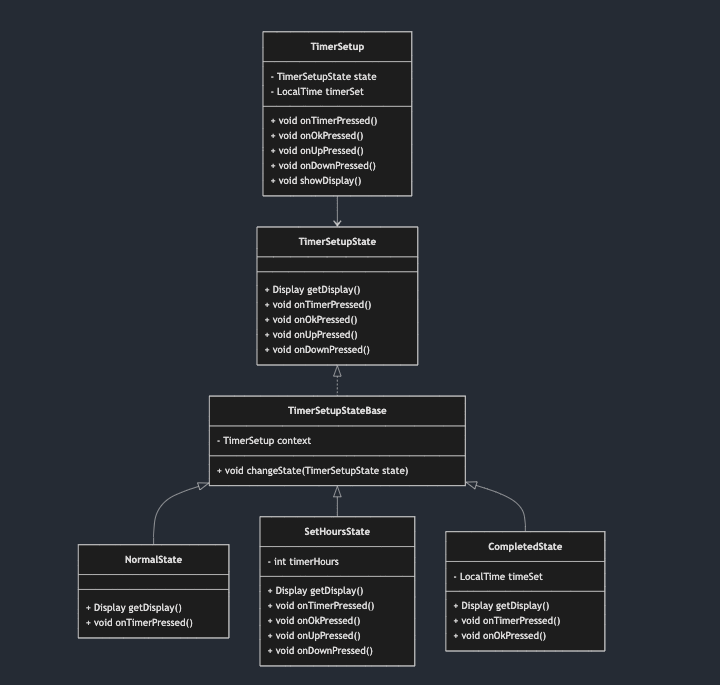 TimerSetup
- TimerSetupState state
- LocalTime timerSet
+ void onTimerPressed()
+ void onOkPressed()
+ void onUpPressed()
+ void onDownPressed()
+ void showDisplay()
TimerSetupState
+ Display getDisplay()
+ void onTimerPressed()
+ void onOkPressed()
+ void onUpPressed()
+ void onDownPressed()
TimerSetupStateBase
- TimerSetup context
+ void changeState(TimerSetupState state)
NormalState
+ Display getDisplay()
+ void onTimerPressed()
SetHoursState
- int timerHours
+ Display getDisplay()
+ void onTimerPressed()
+ void onOkPressed()
+ void onUpPressed()
+ void onDownPressed()
CompletedState
- LocalTime timeSet
+ Display getDisplay()
+ void onTimerPressed()
+ void onOkPressed()